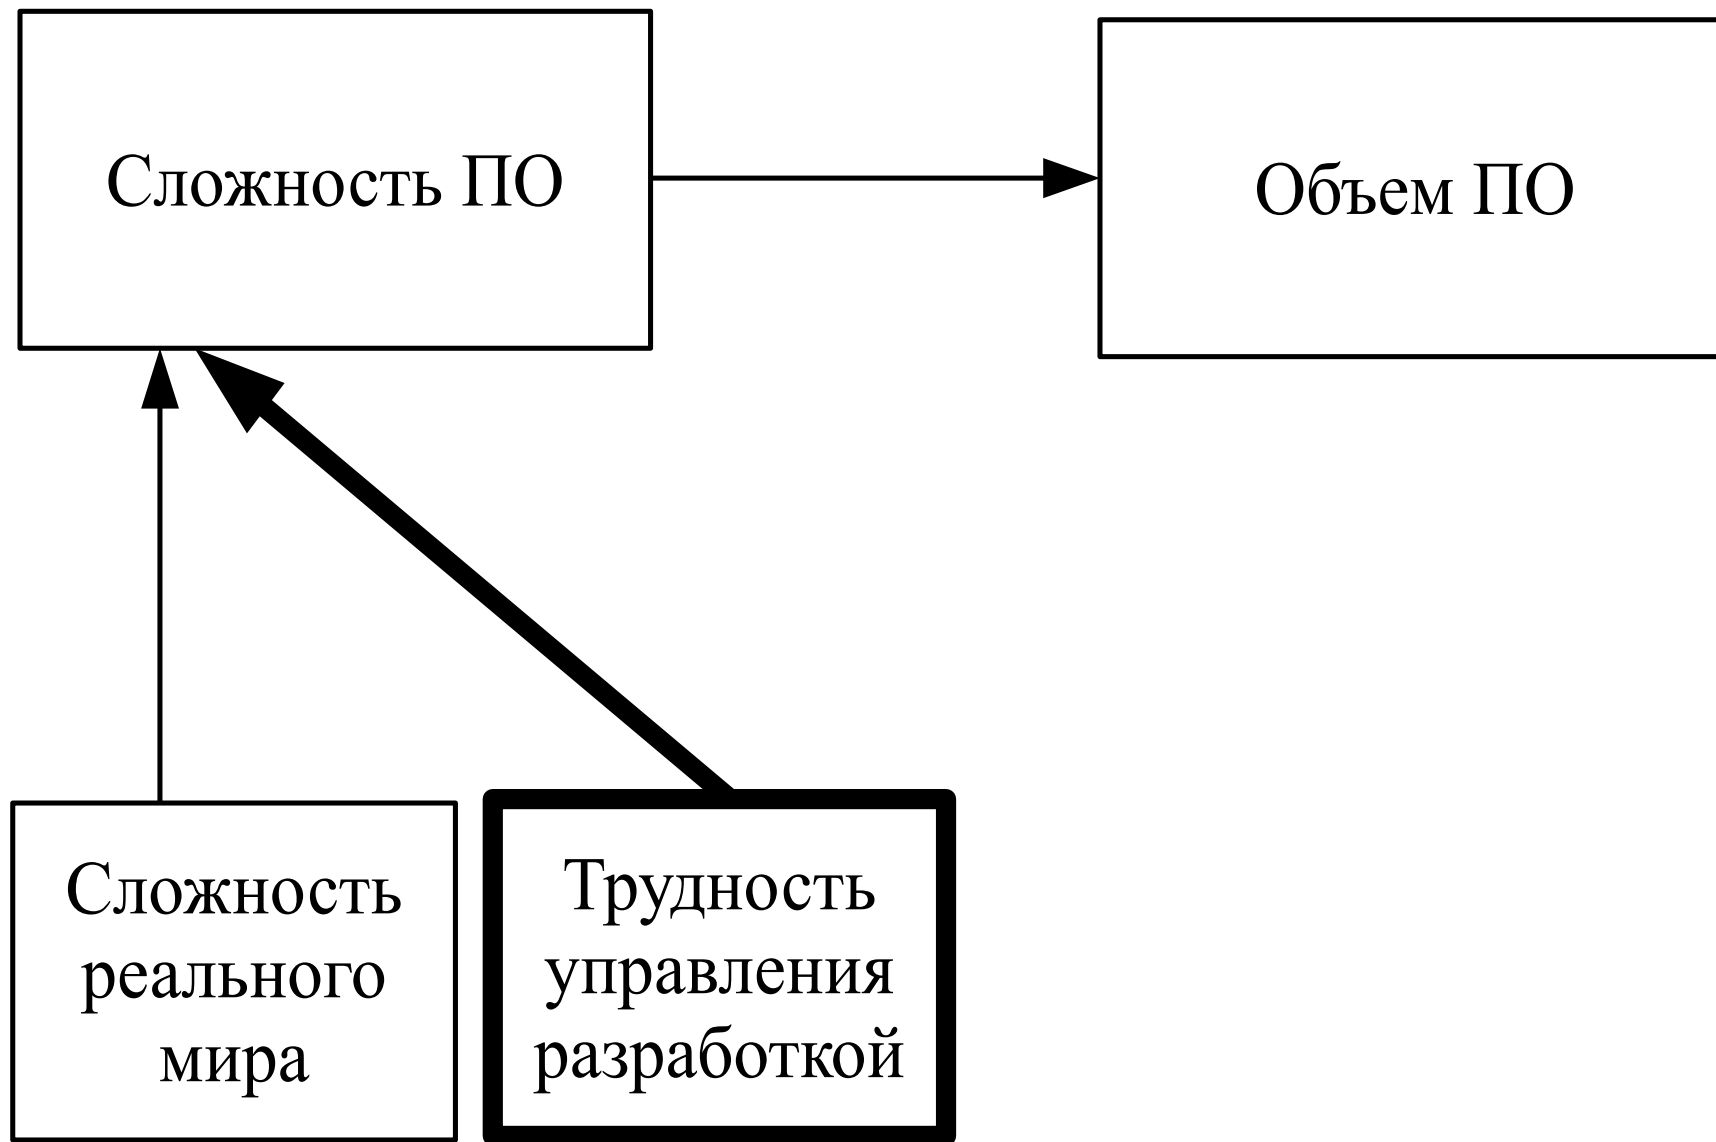 Сложность ПО
Объем ПО
Сложность
реального
мира
Трудность
управления
разработкой